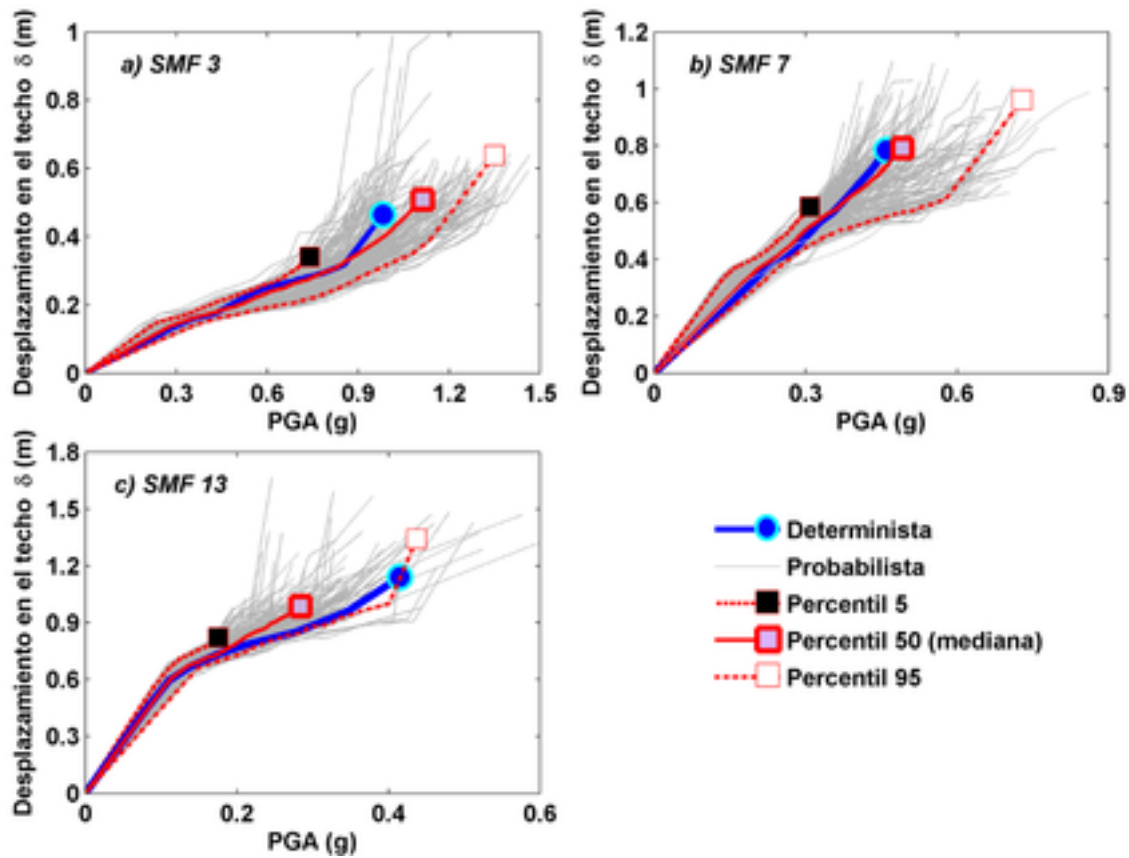 a) SMF 3
Desplazamiento en el techo δ (m)
1
0.8
0.6
0.4
0.2
0
0 0.3 0.6 0.9 1.2 1.5
PGA (g)
b) SMF 7
Desplazamiento en el techo δ (m)
1.2
1
0.8
0.6
0.4
0.2
0
0 0.3 0.6 0.9
PGA (g)
c) SMF 13
Desplazamiento en el techo δ (m)
1.8
1.5
1.2
0.9
0.6
0.3
0
0 0.2 0.4 0.6
PGA (g)
Determinista
Probabilista
Percentil 5
Percentil 50 (mediana)
Percentil 95